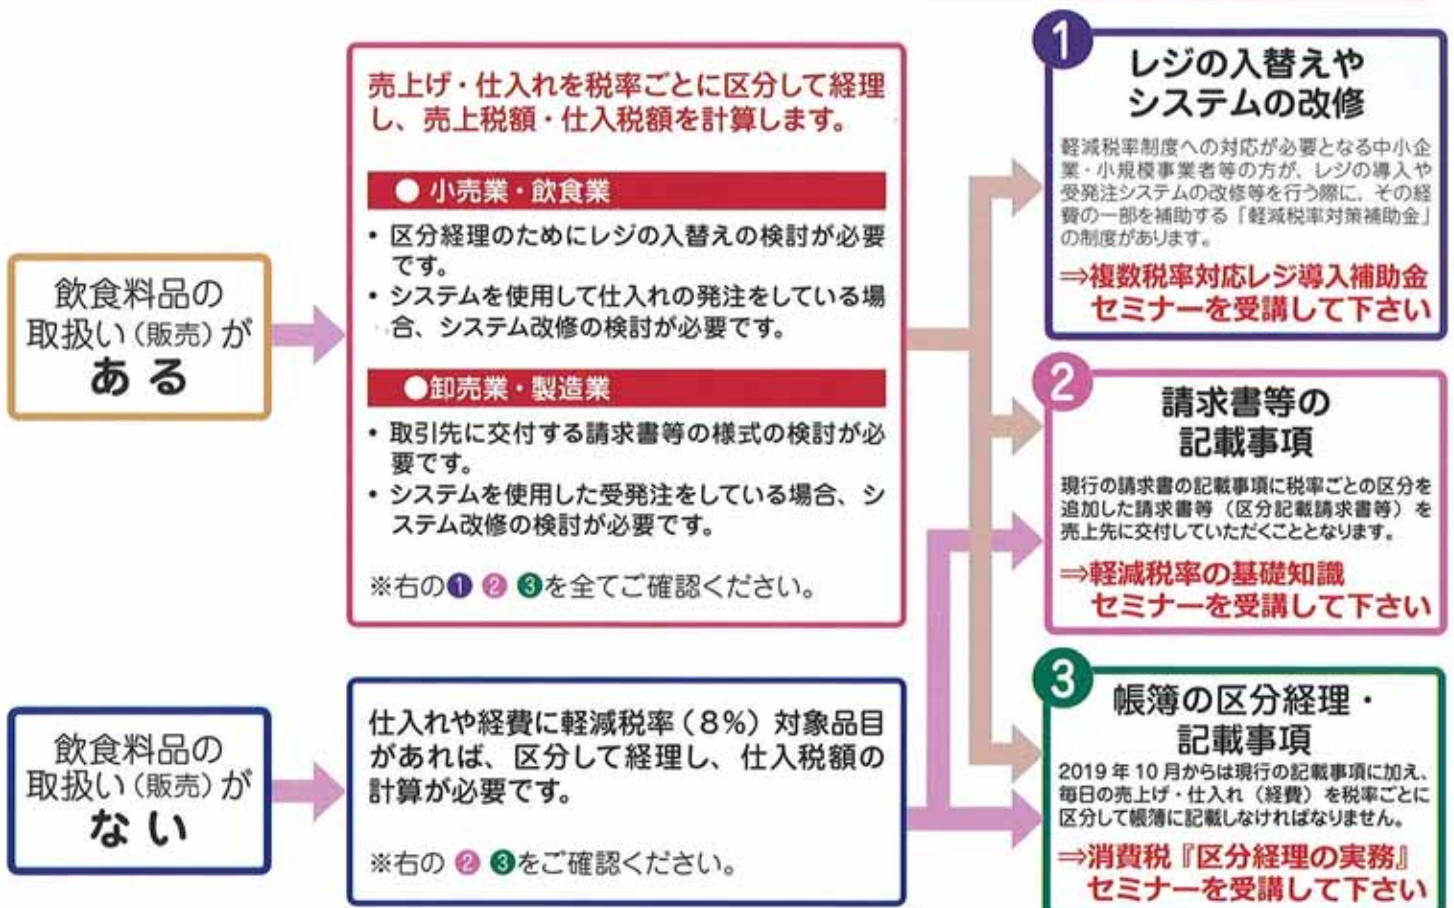 飲食料品の
取扱い（販売）が
ある
売上げ・仕入れを税率ごとに区分して経理
し、売上税額・仕入税額を計算します。
● 小売業・飲食業
・ 区分経理のためにレジの入替えの検討が必要
です。
・ システムを使用して仕入れの発注をしている場
合、システム改修の検討が必要です。
●卸売業・製造業
・ 取引先に交付する請求書等の様式の検討が必
要です。
・ システムを使用した受発注をしている場合、シ
ステム改修の検討が必要です。
※右の❶ ❷ ❸を全てご確認ください。
飲食料品の
取扱い（販売）が
ない
仕入れや経費に軽減税率（8％）対象品目
があれば、区分して経理し、仕入税額の
計算が必要です。
※右の ❷ ❸をご確認ください。
1
レジの入替えや
システムの改修
軽減税率制度への対応が必要となる中小企
業・小規模事業者等の方が、レジの導入や
受発注システムの改修等を行う際に、その経
費の一部を補助する「軽減税率対策補助金」
の制度があります。
⇒複数税率対応レジ導入補助金
セミナーを受講して下さい
2
請求書等の
記載事項
現行の請求書の記載事項に税率ごとの区分を
追加した請求書等（区分記載請求書等）を
売上先に交付していただくこととなります。
⇒軽減税率の基礎知識
セミナーを受講して下さい
3
帳簿の区分経理・
記載事項
2019 年 10 月からは現行の記載事項に加え、
毎日の売上げ・仕入れ（経費）を税率ごとに
区分して帳簿に記載しなければなりません。
⇒消費税『区分経理の実務』
セミナーを受講して下さい